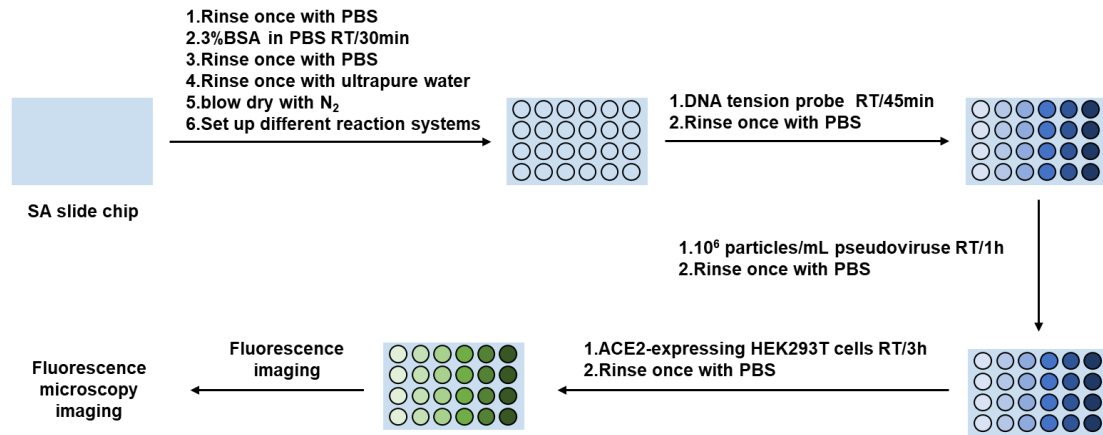 1.Rinse once with PBS
2.3%BSA in PBS RT/30min
3.Rinse once with PBS
4.Rinse once with ultrapure water
5.blow dry with N₂
6.Set up different reaction systems
SA slide chip
1.DNA tension probe RT/45min
2.Rinse once with PBS
1.10⁶ particles/mL pseudoviruse RT/1h
2.Rinse once with PBS
1.ACE2-expressing HEK293T cells RT/3h
2.Rinse once with PBS
Fluorescence
imaging
Fluorescence
microscopy
imaging